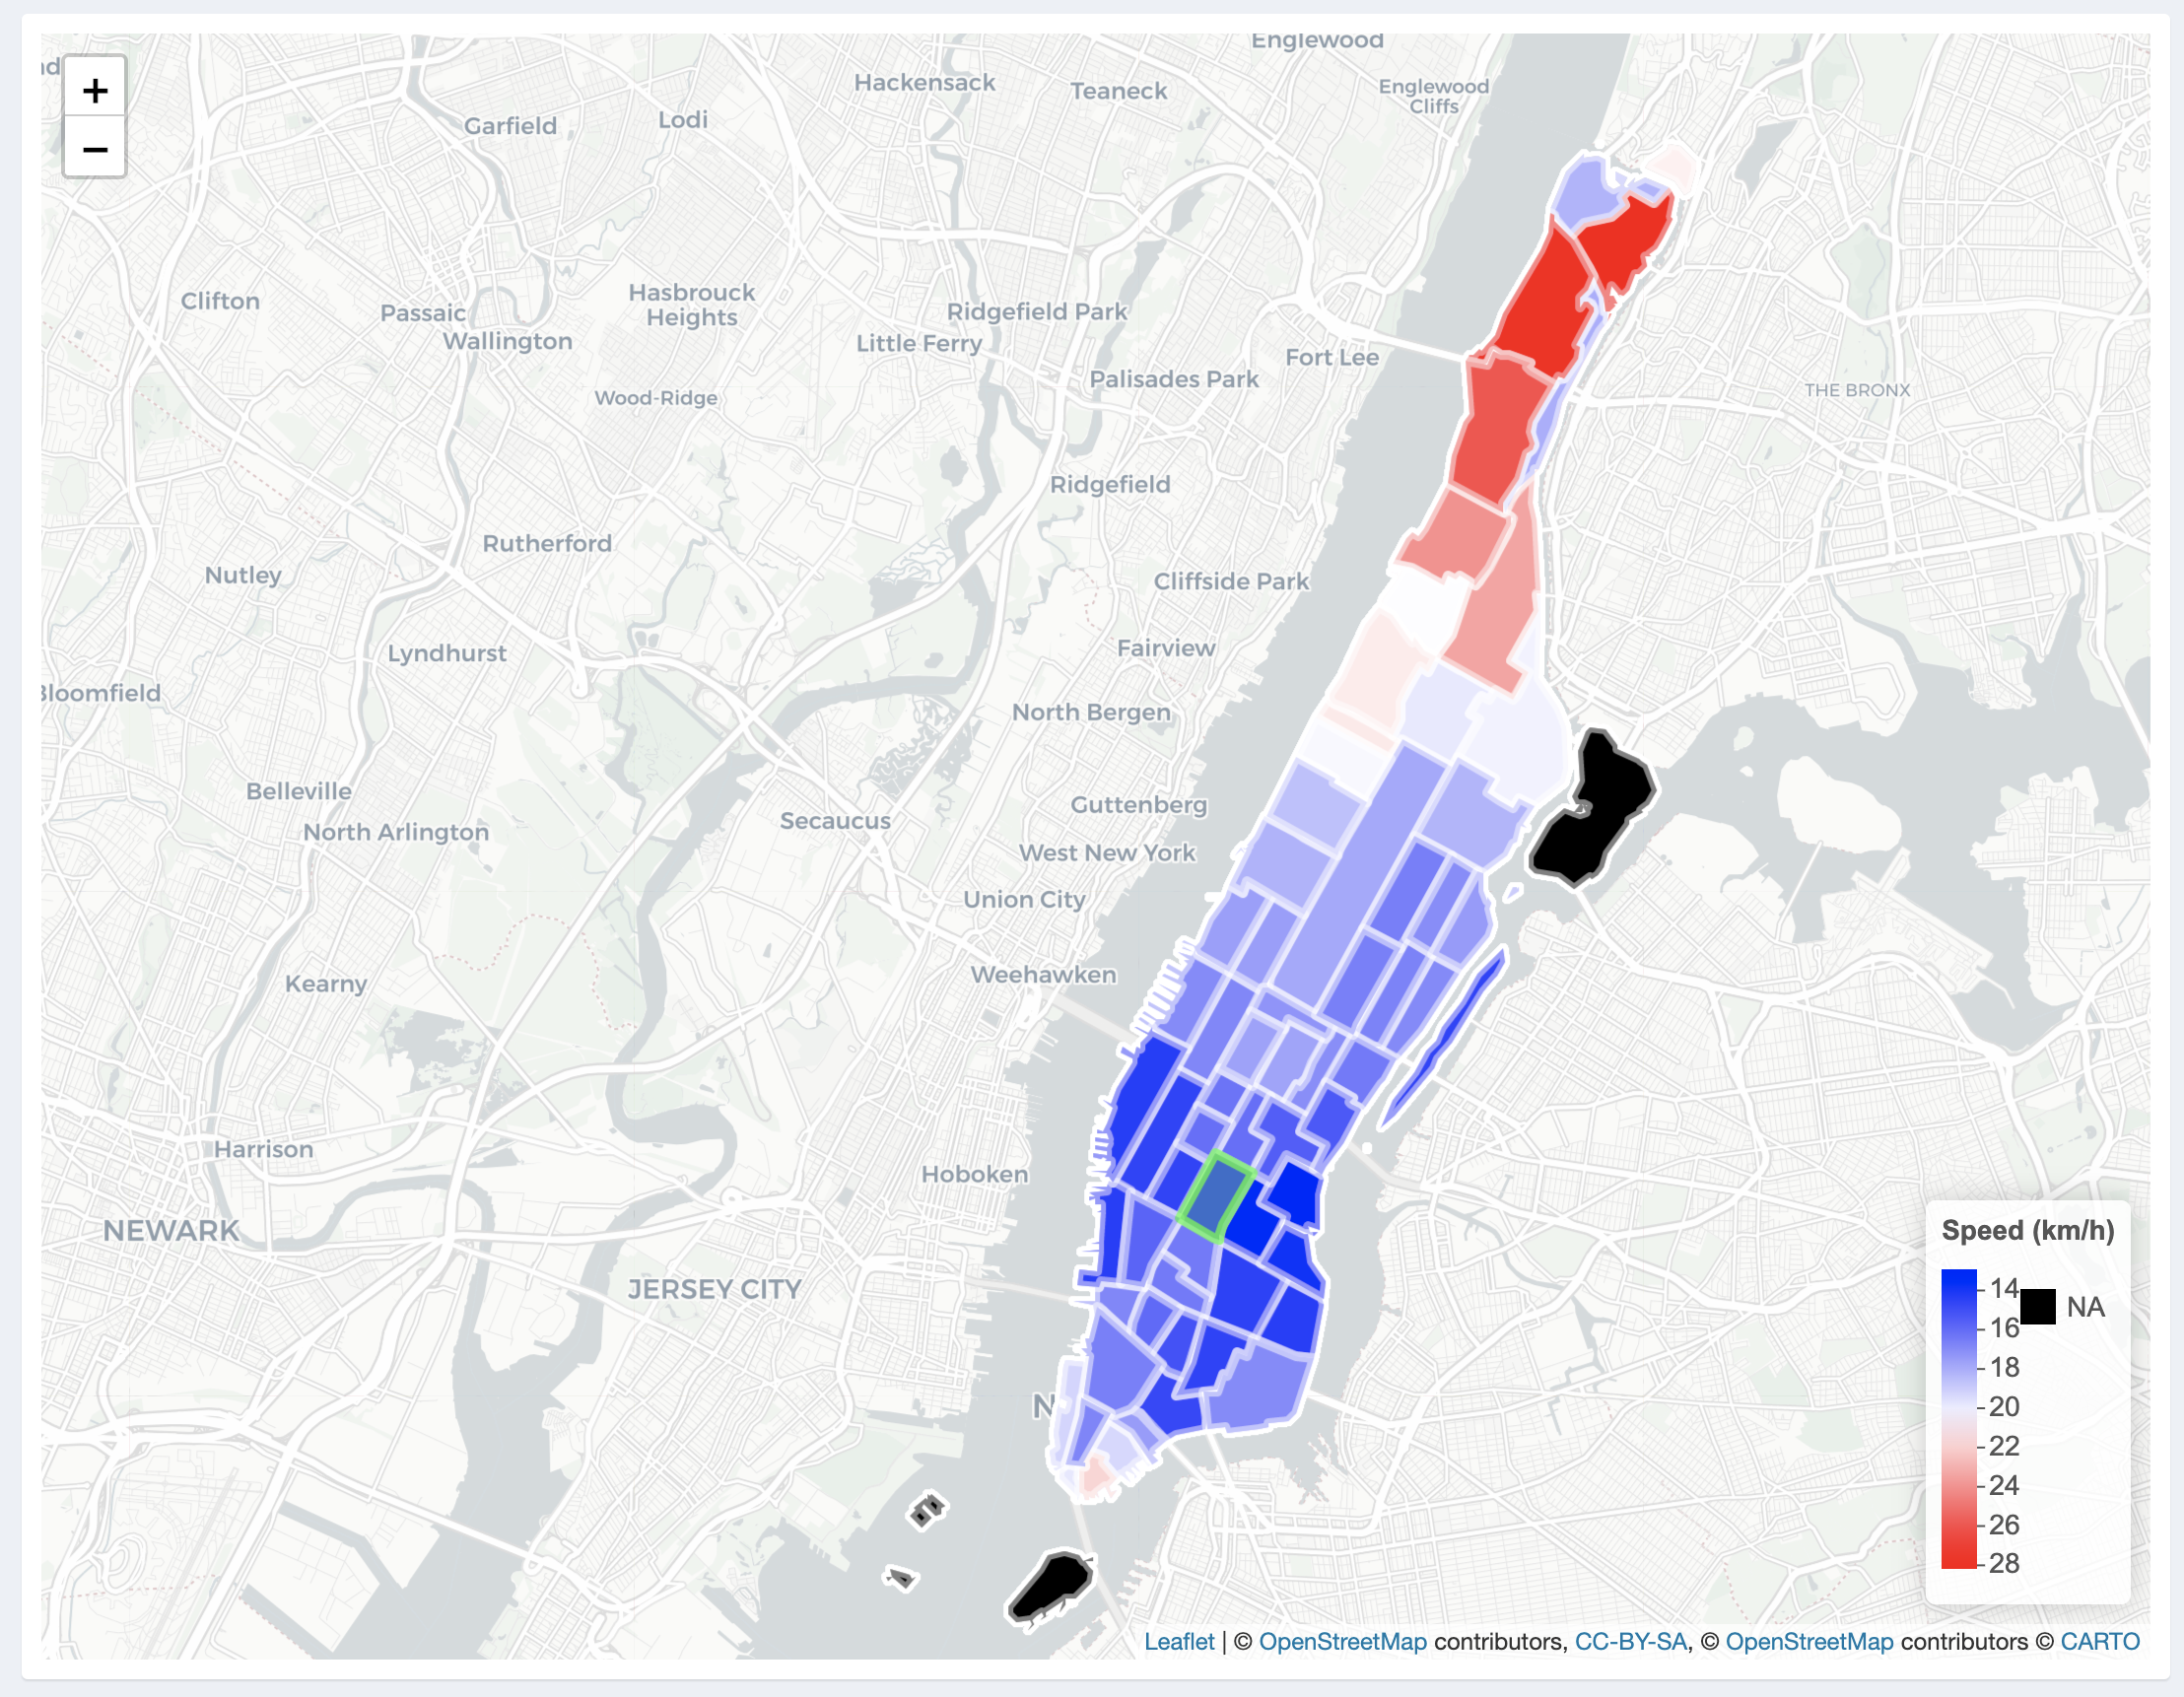 Englewood
+
Hackensack
Teaneck
Englewood
Cliffs
Garfield
Lodi
−
Clifton
Passaic
Hasbrouck
Heights
Ridgefield Park
Wallington
Little Ferry
Fort Lee
Palisades Park
THE BRONX
Wood-Ridge
Ridgefield
Rutherford
Nutley
Cliffside Park
Lyndhurst
Fairview
Bloomfield
North Bergen
Belleville
Guttenberg
North Arlington
Secaucus
West New York
Union City
Kearny
Weehawken
Harrison
Hoboken
NEWARK
JERSEY CITY
N
Speed (km/h)
14
NA
16
18
20
22
24
26
28
Leaflet | © OpenStreetMap contributors, CC-BY-SA, © OpenStreetMap contributors © CARTO